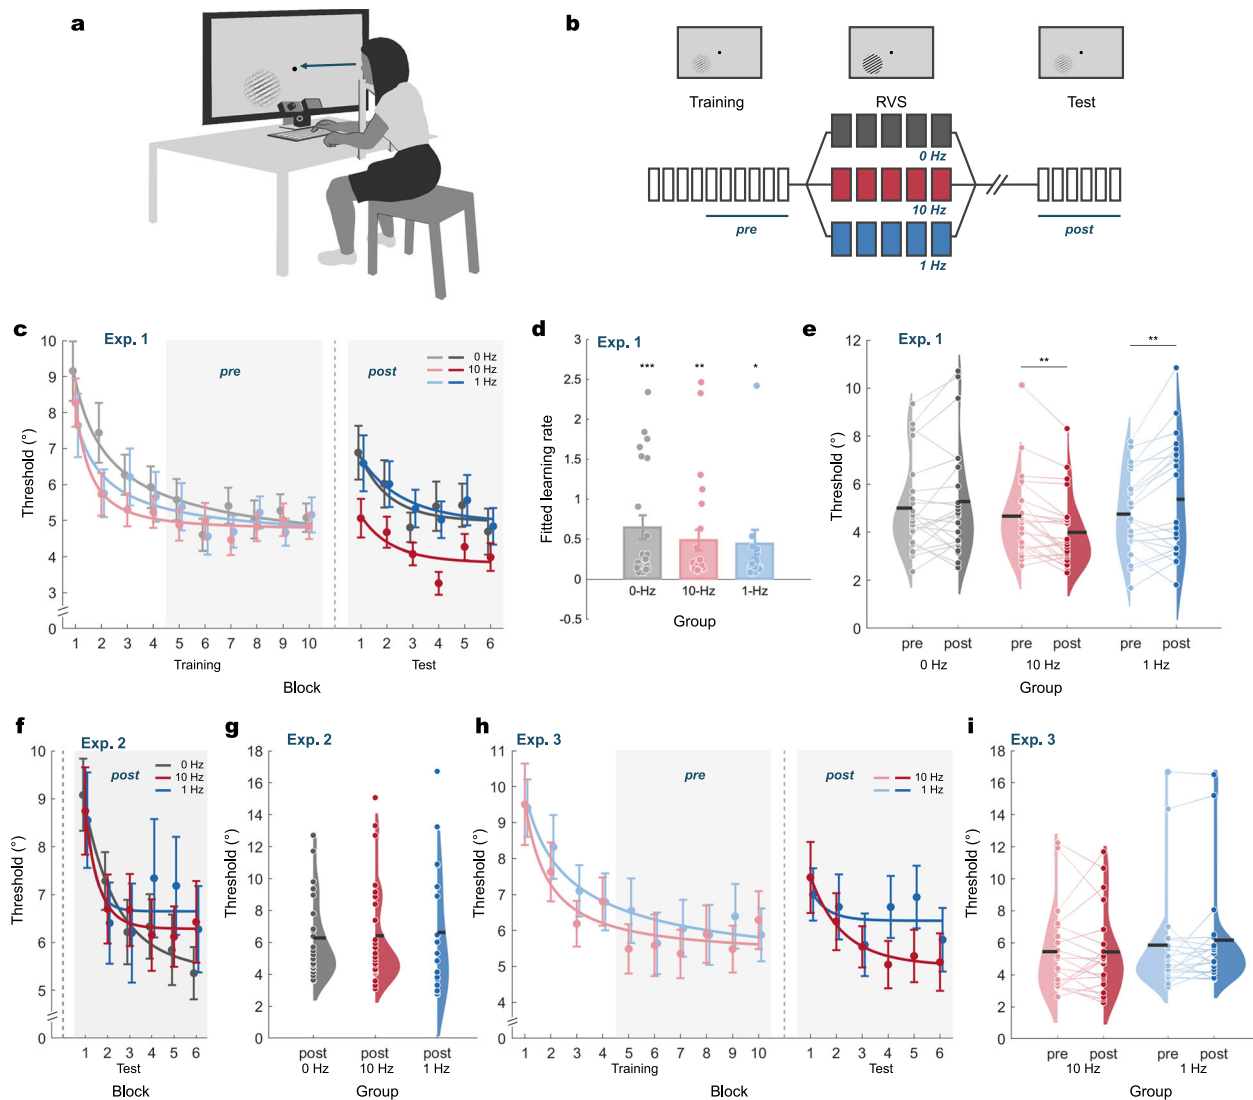 a
b
Training
RVS
Test
0 Hz
10 Hz
1 Hz
pre
post
c
Exp. 1
pre
post
0 Hz
10 Hz
1 Hz
Threshold (°)
10
9
8
7
6
5
4
3
0
1 2 3 4 5 6 7 8 9 10
1 2 3 4 5 6
Training
Test
Block
d
Exp. 1
***
**
*
Fitted learning rate
3
2.5
2
1.5
1
0.5
0
-0.5
0-Hz 10-Hz 1-Hz
Group
e
Exp. 1
**
**
Threshold (°)
12
10
8
6
4
2
0
pre post pre post pre post
0 Hz 10 Hz 1 Hz
Group
f
Exp. 2
post
0 Hz
10 Hz
1 Hz
Threshold (°)
10
9
8
7
6
5
0
1 2 3 4 5 6
Test
Block
g
Exp. 2
Threshold (°)
18
16
14
12
10
8
6
4
2
0
post post post
0 Hz 10 Hz 1 Hz
Group
h
Exp. 3
pre
post
10 Hz
1 Hz
Threshold (°)
11
10
9
8
7
6
5
4
0
1 2 3 4 5 6 7 8 9 10
1 2 3 4 5 6
Training
Test
Block
i
Exp. 3
Threshold (°)
18
16
14
12
10
8
6
4
2
0
pre post pre post
10 Hz 1 Hz
Group